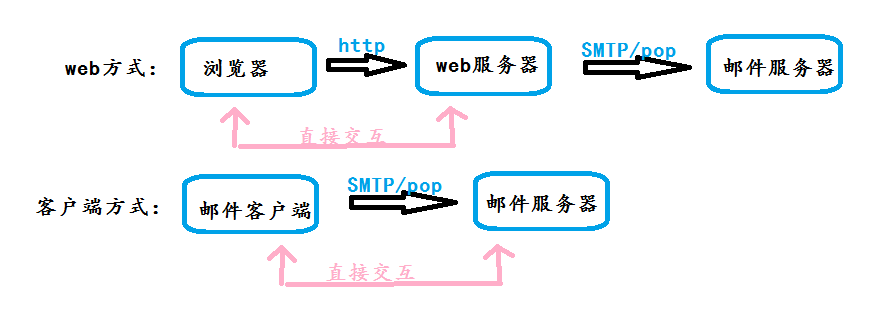 http
SMTP/pop
web方式: 浏览器 web服务器 邮件服务器
直接交互
SMTP/pop
客户端方式: 邮件客户端 邮件服务器
直接交互